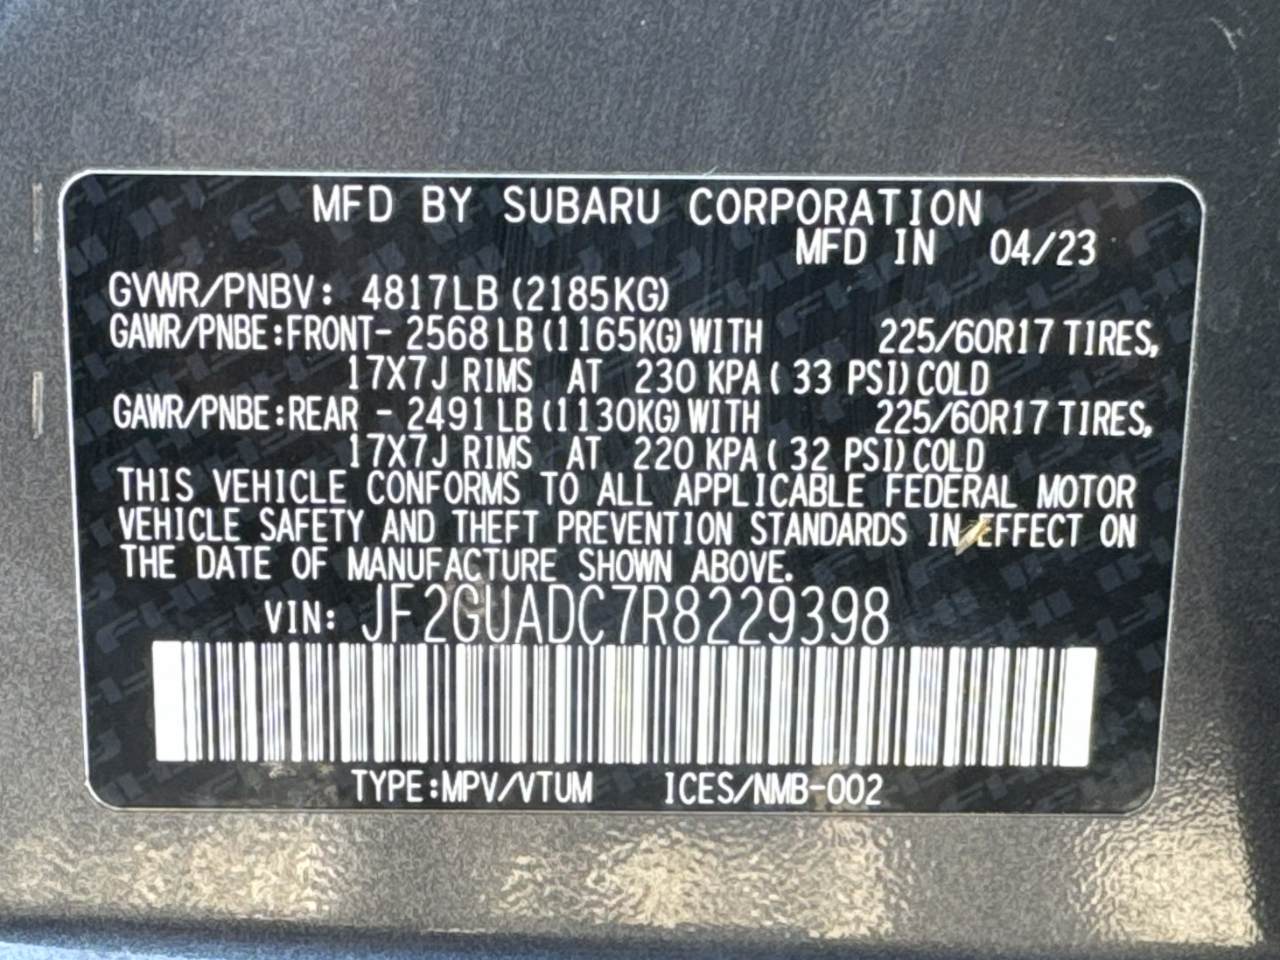 MFD BY SUBARU CORPORATION
MFD IN 04/23
GVWR/PNBV: 4817LB (2185KG)
GAWR/PNBE:FRONT- 2568 LB (1165KG) WITH 225/60R17 TIRES,
17X7J RIMS AT 230 KPA ( 33 PSI) COLD
GAWR/PNBE:REAR - 2491 LB (1130KG) WITH 225/60R17 TIRES,
17X7J RIMS AT 220 KPA ( 32 PSI) COLD
THIS VEHICLE CONFORMS TO ALL APPLICABLE FEDERAL MOTOR
VEHICLE SAFETY AND THEFT PREVENTION STANDARDS IN EFFECT ON
THE DATE OF MANUFACTURE SHOWN ABOVE.
VIN: JF2GUADC7R8229398
TYPE:MPV/VTUM ICES/NMB-002